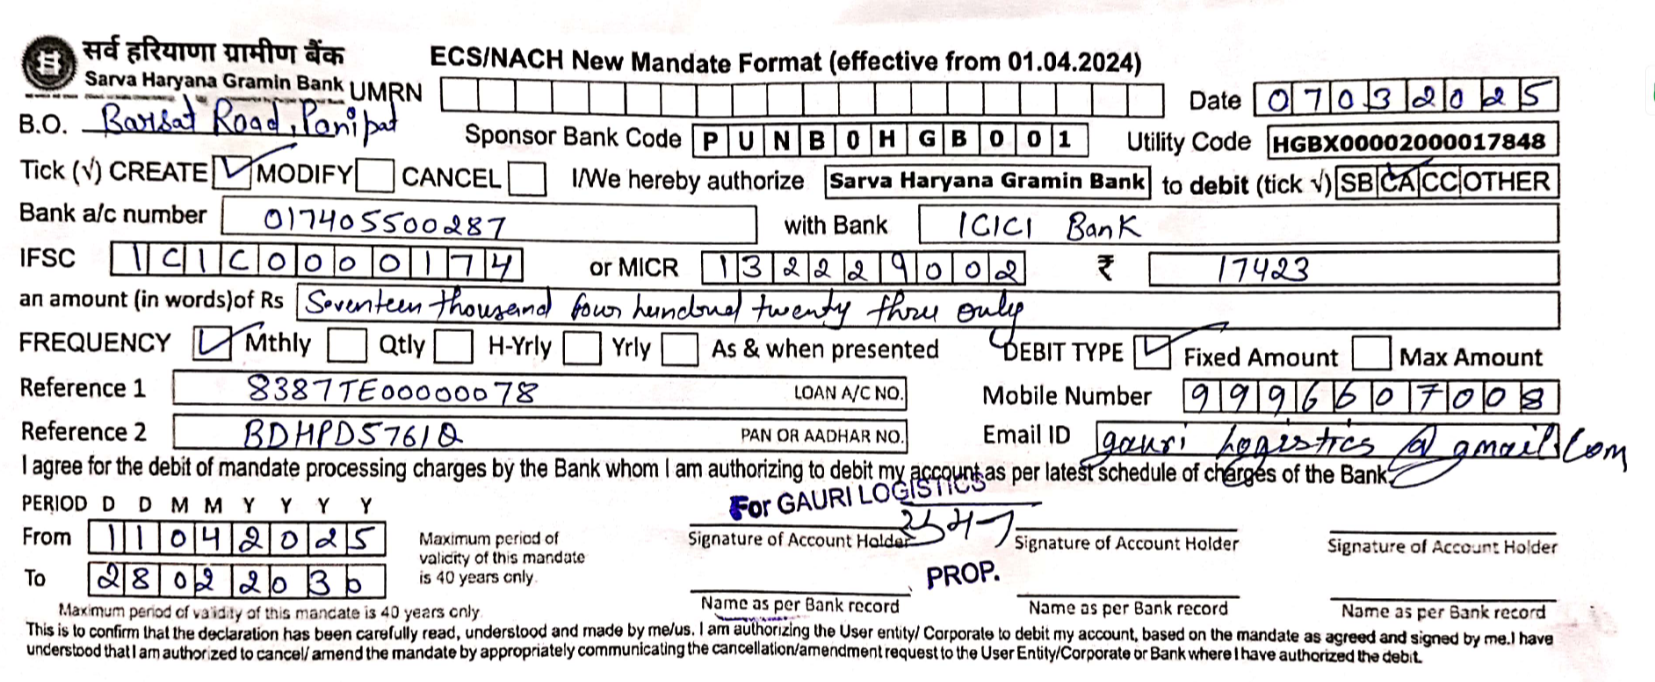 सर्व हरियाणा ग्रामीण बैंक
Sarva Haryana Gramin Bank
ECS/NACH New Mandate Format (effective from 01.04.2024)
UMRN Date 07032025
B.O. Barsat Road, Panipat Sponsor Bank Code PUNB0HGB001 Utility Code HGBX00002000017848
Tick (√) CREATE MODIFY CANCEL I/We hereby authorize Sarva Haryana Gramin Bank to debit (tick √) SB CA CC OTHER
Bank a/c number 017405500287 with Bank ICICI Bank
IFSC ICIC0000174 or MICR 132229002 ₹ 17423
an amount (in words)of Rs Seventeen thousand four hundred twenty three only
FREQUENCY Mthly Qtly H-Yrly Yrly As & when presented DEBIT TYPE Fixed Amount Max Amount
Reference 1 8387TE00000078 LOAN A/C NO. Mobile Number 9996607008
Reference 2 BDHPD5761Q PAN OR AADHAR NO. Email ID gauri logistics @ gmail.com
I agree for the debit of mandate processing charges by the Bank whom I am authorizing to debit my account as per latest schedule of charges of the Bank.
PERIOD D D M M Y Y Y Y
For GAURI LOGISTICS
From 11042025 Maximum period of validity of this mandate is 40 years only.
Signature of Account Holder Signature of Account Holder Signature of Account Holder
To 28022036
PROP.
Name as per Bank record Name as per Bank record Name as per Bank record
Maximum period of validity of this mandate is 40 years only.
This is to confirm that the declaration has been carefully read, understood and made by me/us. I am authorizing the User entity/ Corporate to debit my account, based on the mandate as agreed and signed by me.I have
understood that I am authorized to cancel/ amend the mandate by appropriately communicating the cancellation/amendment request to the User Entity/Corporate or Bank where I have authorized the debit.